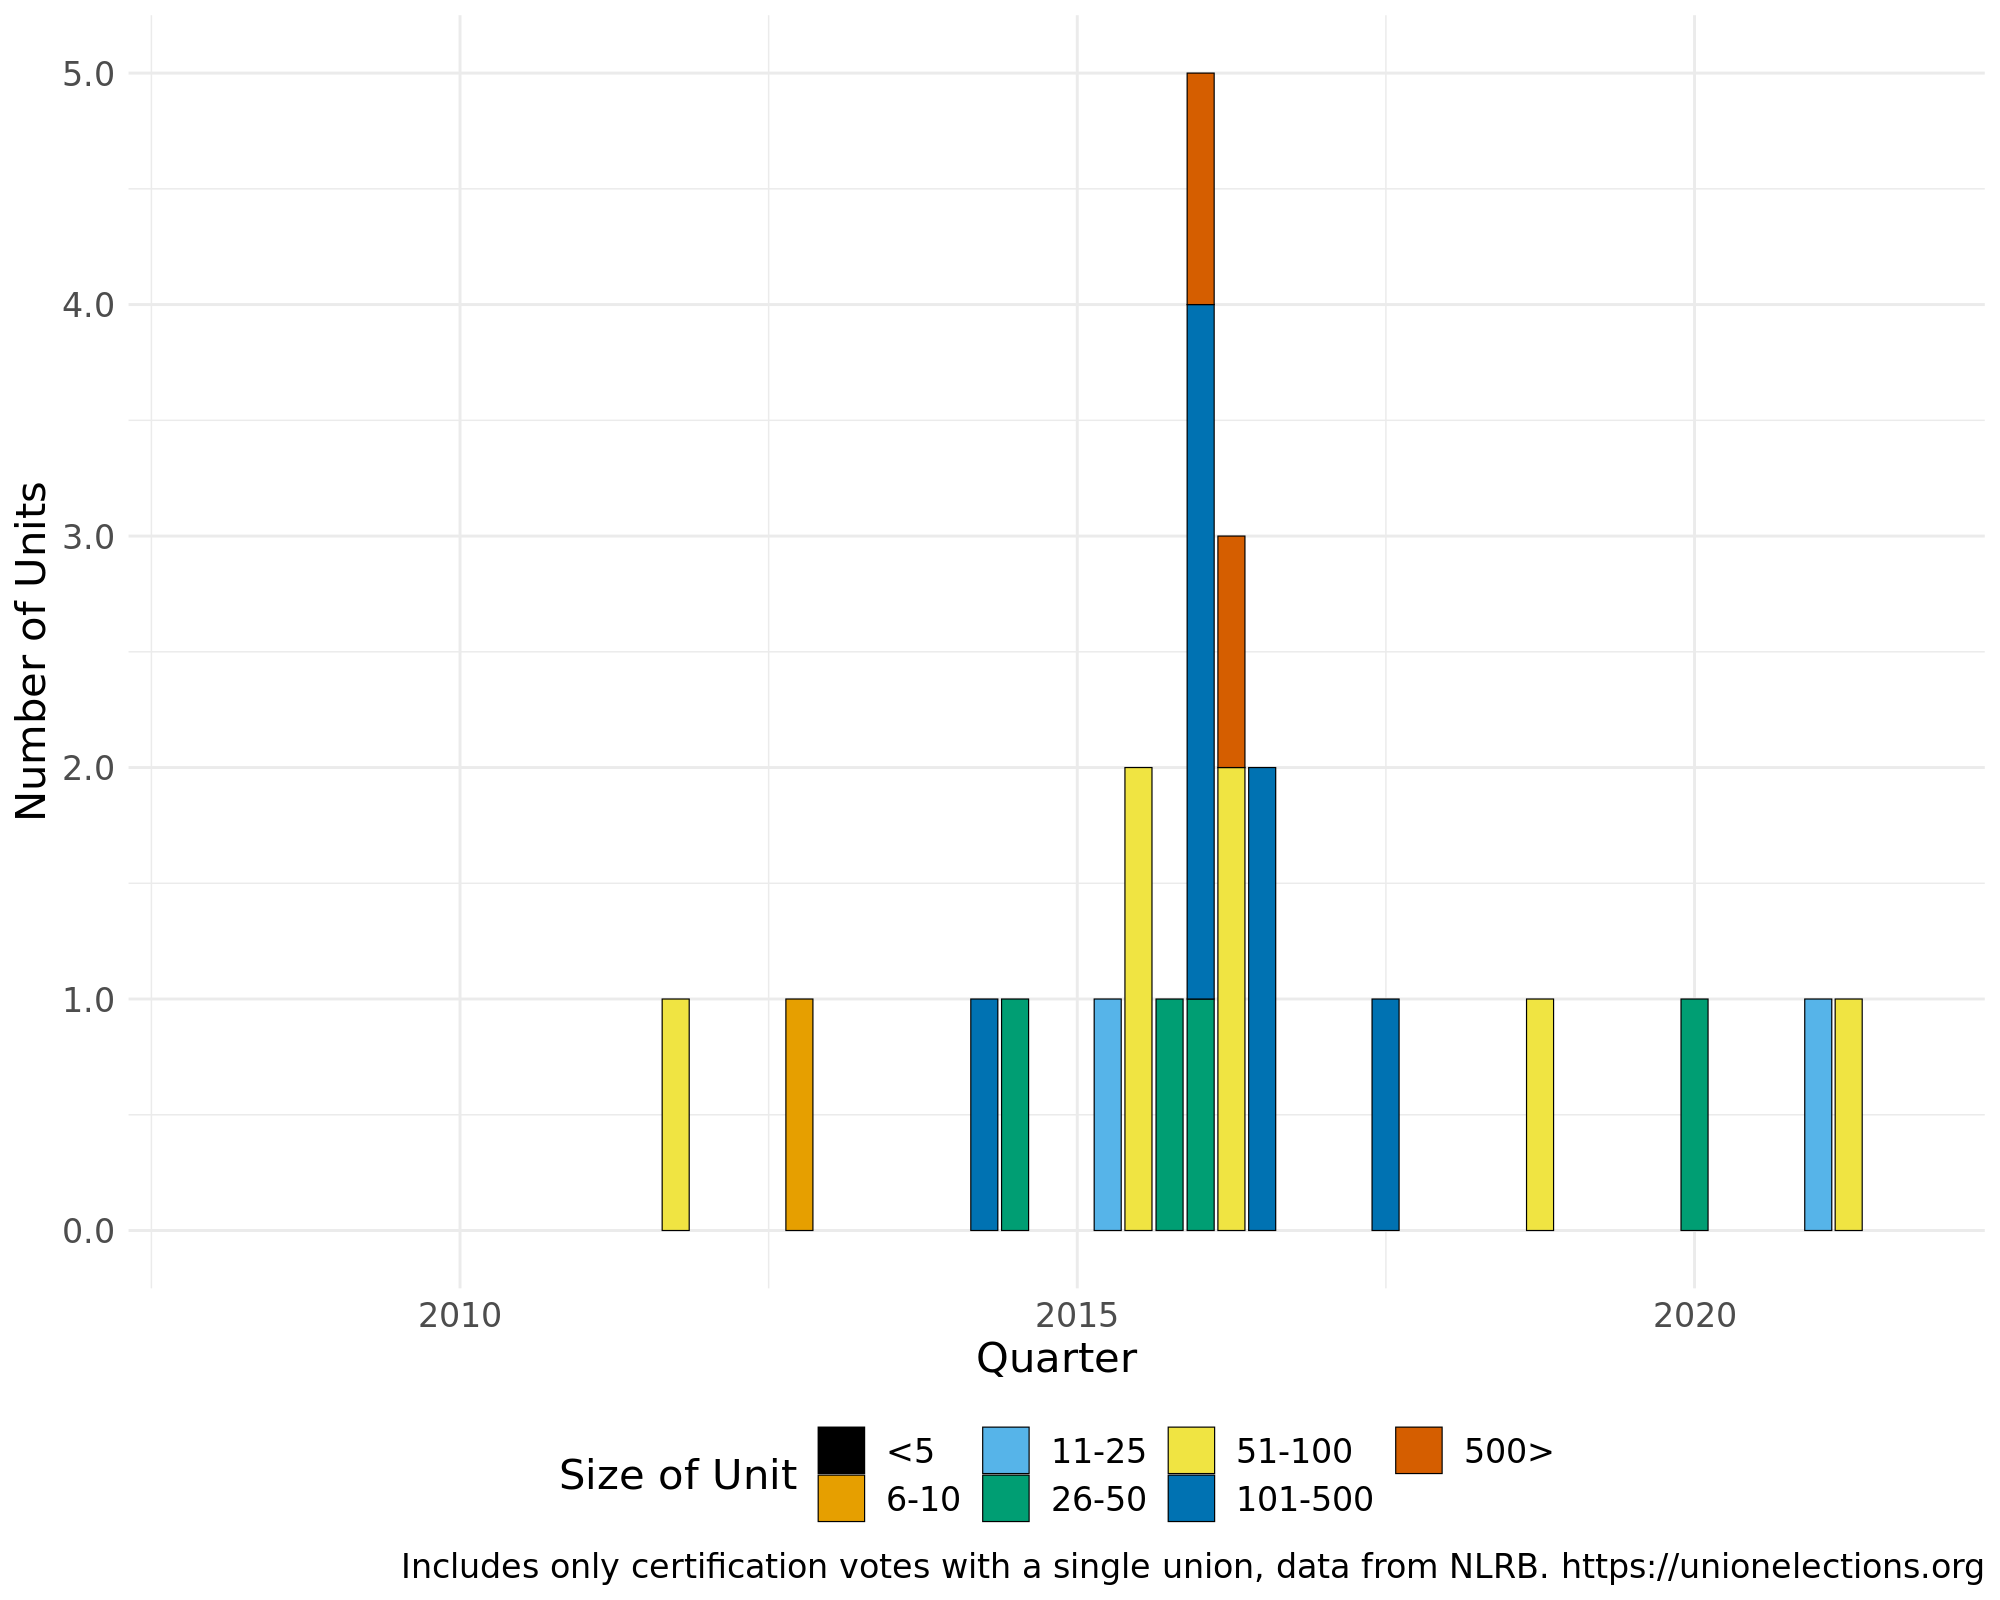 5.0
4.0
3.0
2.0
1.0
0.0
Number of Units
2010 2015 2020
Quarter
Size of Unit
<5 11-25 51-100 500>
6-10 26-50 101-500
Includes only certification votes with a single union, data from NLRB. https://unionelections.org